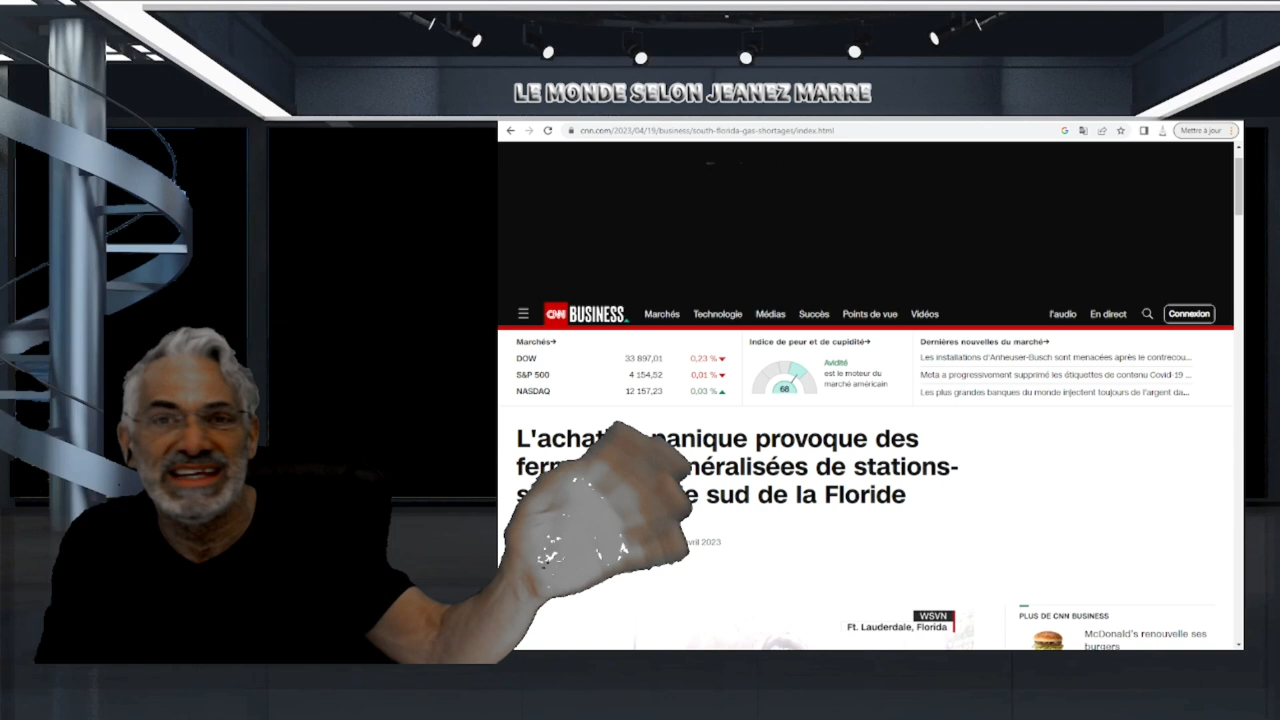 LE MONDE SELON JEANEZ MARRE
cnn.com/2023/04/19/business/south-florida-gas-shortages/index.html
Mettre à jour
CNN BUSINESS Marchés Technologie Médias Succès Points de vue Vidéos l'audio En direct Connexion
Marchés→ Indice de peur et de cupidité→ Dernières nouvelles du marché→
DOW 33 897,01 0,23 %
S&P 500 4 154,52 0,01 %
NASDAQ 12 157,23 0,03 %
68
Avidité
est le moteur du
marché américain
Les installations d'Anheuser-Busch sont menacées après le contrecou...
Meta a progressivement supprimé les étiquettes de contenu Covid-19 ...
Les plus grandes banques du monde injectent toujours de l'argent da...
L'achat panique provoque des
de stations-
sud de la Floride
2023
WSVN
Ft. Lauderdale, Florida
PLUS DE CNN BUSINESS
McDonald's renouvelle ses
burgers